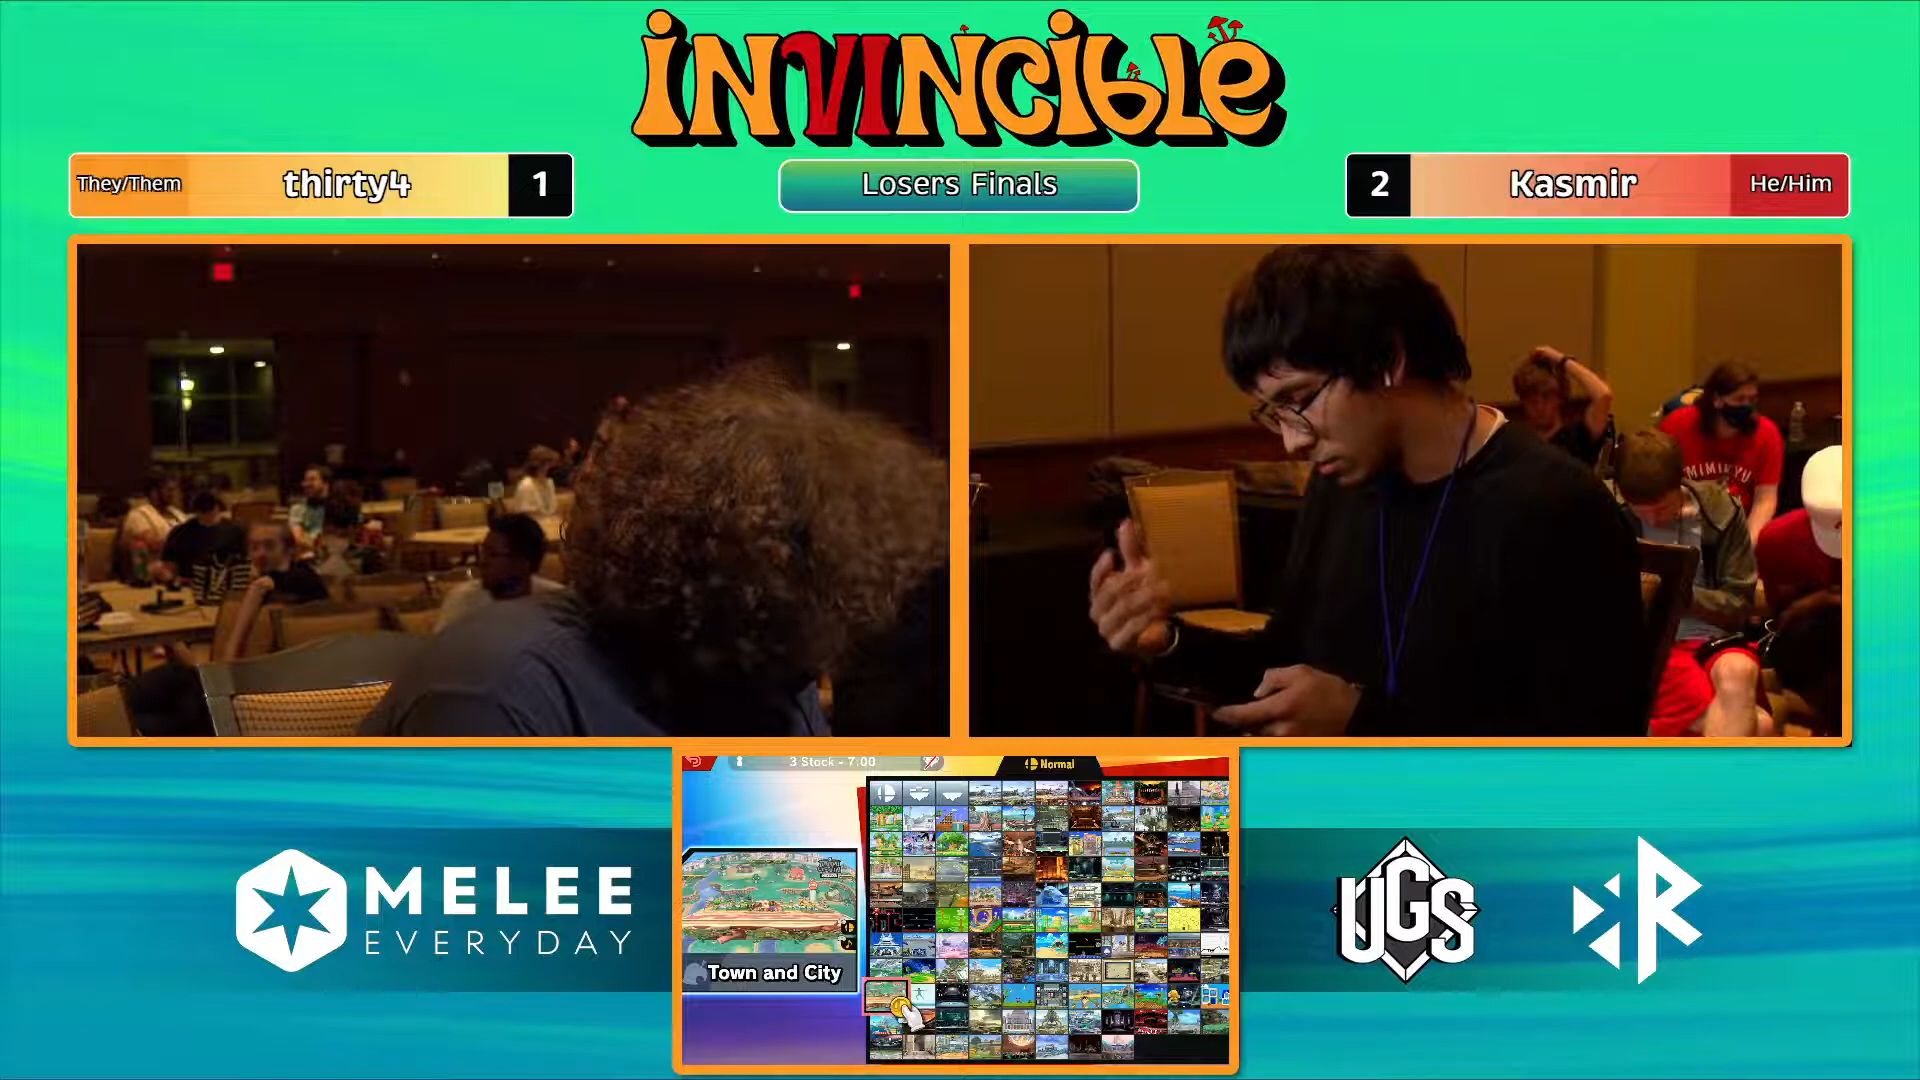 INVINCIBLE
They/Them
thirty4
1
Losers Finals
2
Kasmir
He/Him
MIMIKYU
3 Stock - 7:00
Normal
Town and City
MELEE
EVERYDAY
UGS
R